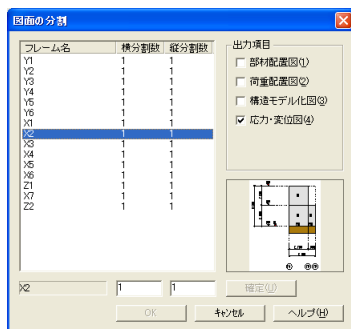 図面の分割
フレーム名 横分割数 縦分割数
Y1 1 1
Y2 1 1
Y3 1 1
Y4 1 1
Y5 1 1
Y6 1 1
X1 1 1
X2 1 1
X3 1 1
X4 1 1
X5 1 1
X6 1 1
Z1 1 1
X7 1 1
Z2 1 1
出力項目
部材配置図(1)
荷重配置図(2)
構造モデル化図(3)
応力・変位図(4)
X2 1 1 確定(U)
OK キャンセル ヘルプ(H)